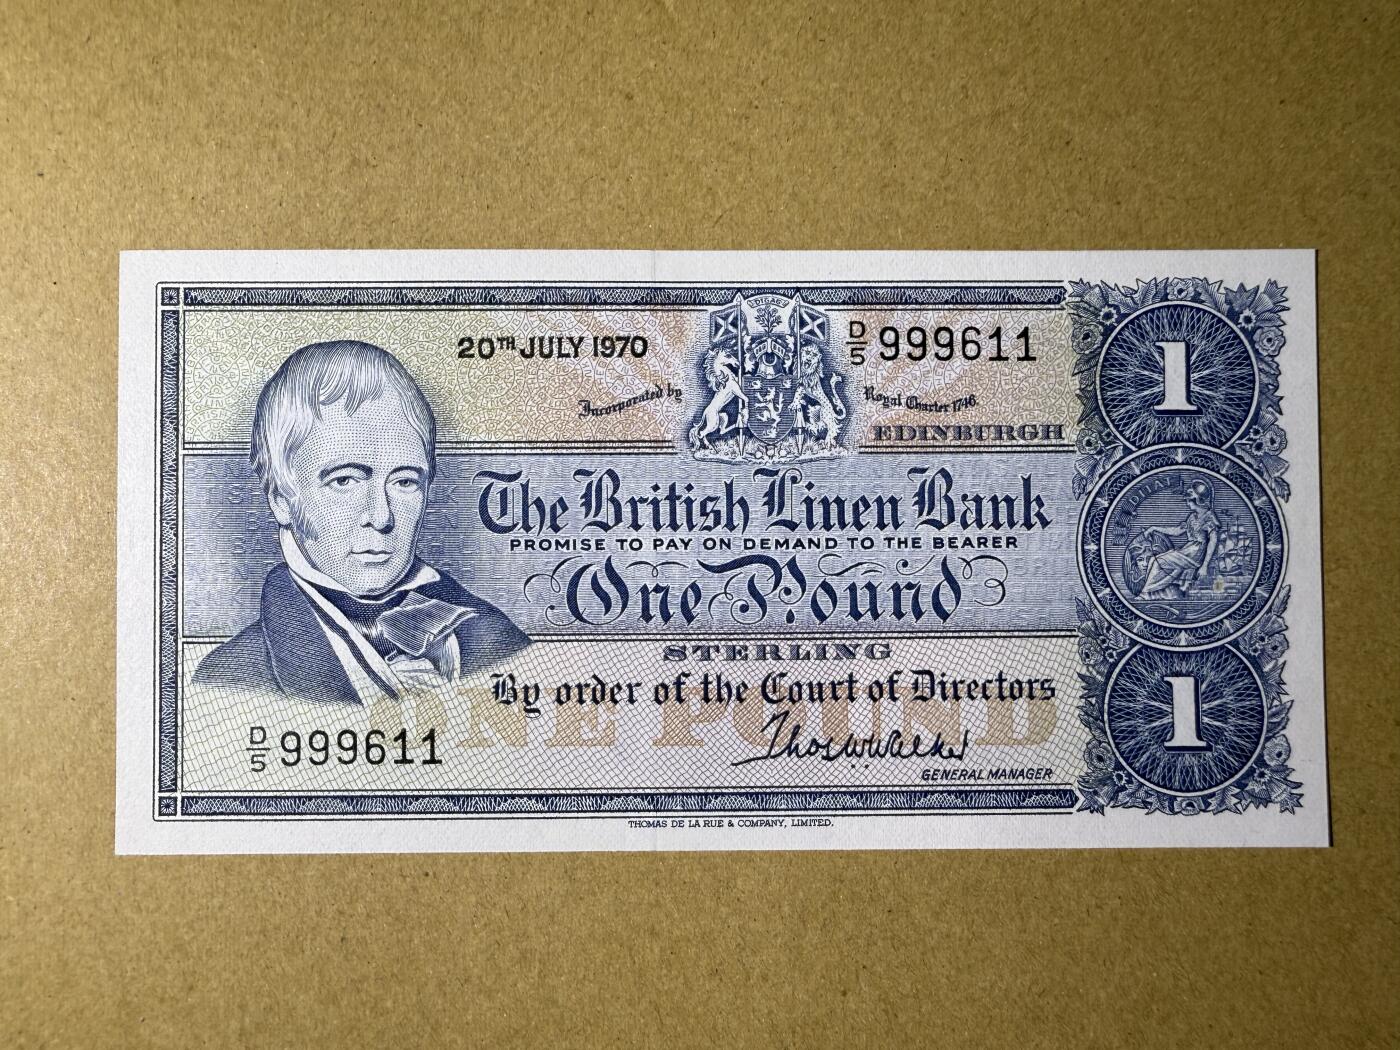 20TH JULY 1970
D/5 999611
Incorporated by Royal Charter 1746.
EDINBURGH
The British Linen Bank
PROMISE TO PAY ON DEMAND TO THE BEARER
One Pound
STERLING
By order of the Court of Directors
ONE POUND
D/5 999611
Thos W Walker
GENERAL MANAGER
THOMAS DE LA RUE & COMPANY, LIMITED.
1
1